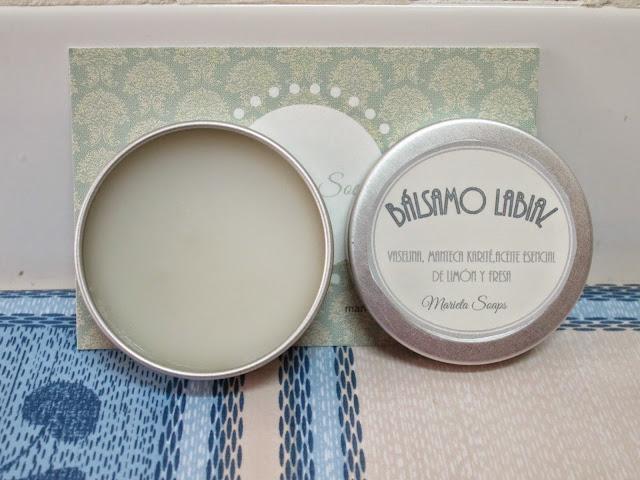 BÁLSAMO LABIAL
VASELINA, MANTECA KARITÉ,ACEITE ESENCIAL
DE LIMÓN Y FRESA
Marieta Soaps